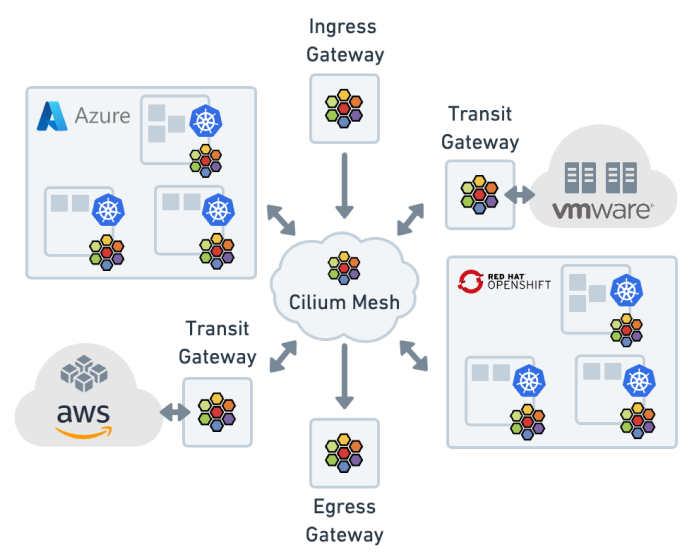 Ingress
Gateway
Azure
Transit
Gateway
vmware®
Cilium Mesh
RED HAT
OPENSHIFT
Transit
Gateway
aws
Egress
Gateway